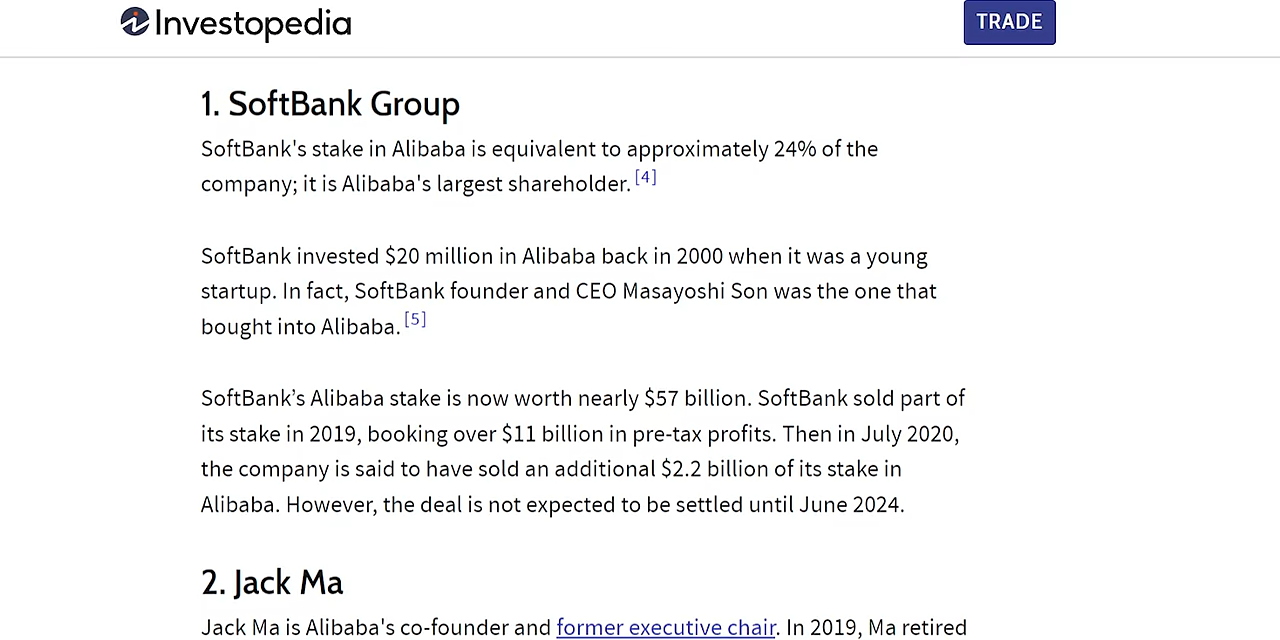 Investopedia
TRADE
1. SoftBank Group
SoftBank's stake in Alibaba is equivalent to approximately 24% of the
company; it is Alibaba's largest shareholder. [4]
SoftBank invested $20 million in Alibaba back in 2000 when it was a young
startup. In fact, SoftBank founder and CEO Masayoshi Son was the one that
bought into Alibaba. [5]
SoftBank’s Alibaba stake is now worth nearly $57 billion. SoftBank sold part of
its stake in 2019, booking over $11 billion in pre-tax profits. Then in July 2020,
the company is said to have sold an additional $2.2 billion of its stake in
Alibaba. However, the deal is not expected to be settled until June 2024.
2. Jack Ma
Jack Ma is Alibaba's co-founder and former executive chair. In 2019, Ma retired